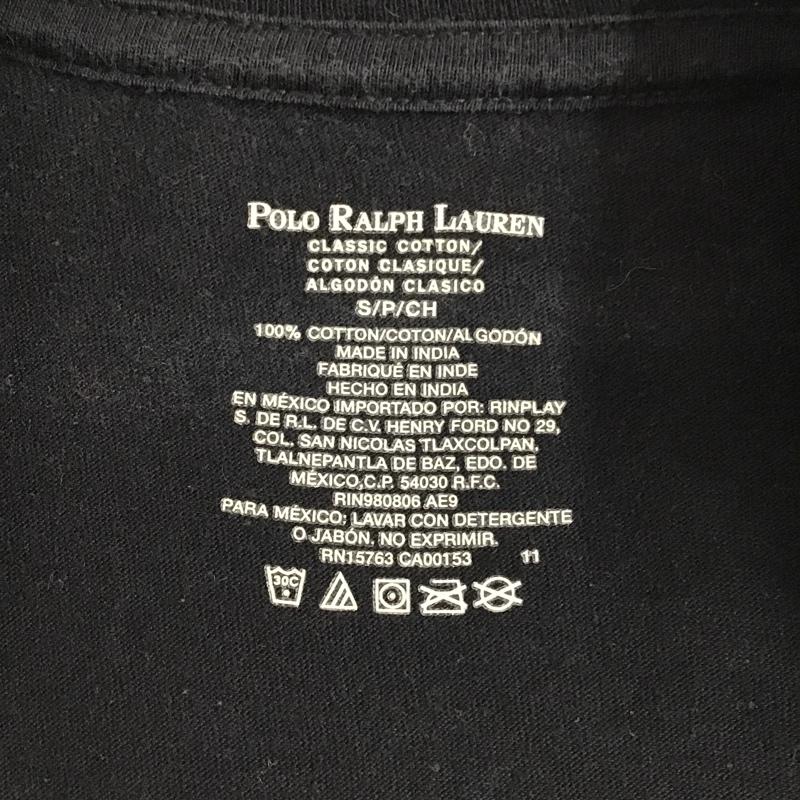 POLO RALPH LAUREN
CLASSIC COTTON/
COTON CLASIQUE/
ALGODÓN CLASICO
S/P/CH
100% COTTON/COTON/ALGODÓN
MADE IN INDIA
FABRIQUÉ EN INDE
HECHO EN INDIA
EN MÉXICO IMPORTADO POR: RINPLAY
S. DE R.L. DE C.V. HENRY FORD NO 29,
COL. SAN NICOLAS TLAXCOLPAN,
TLALNEPANTLA DE BAZ, EDO. DE
MÉXICO,C.P. 54030 R.F.C.
RIN980806 AE9
PARA MÉXICO: LAVAR CON DETERGENTE
O JABÓN. NO EXPRIMIR.
RN15763 CA00153 11
30C